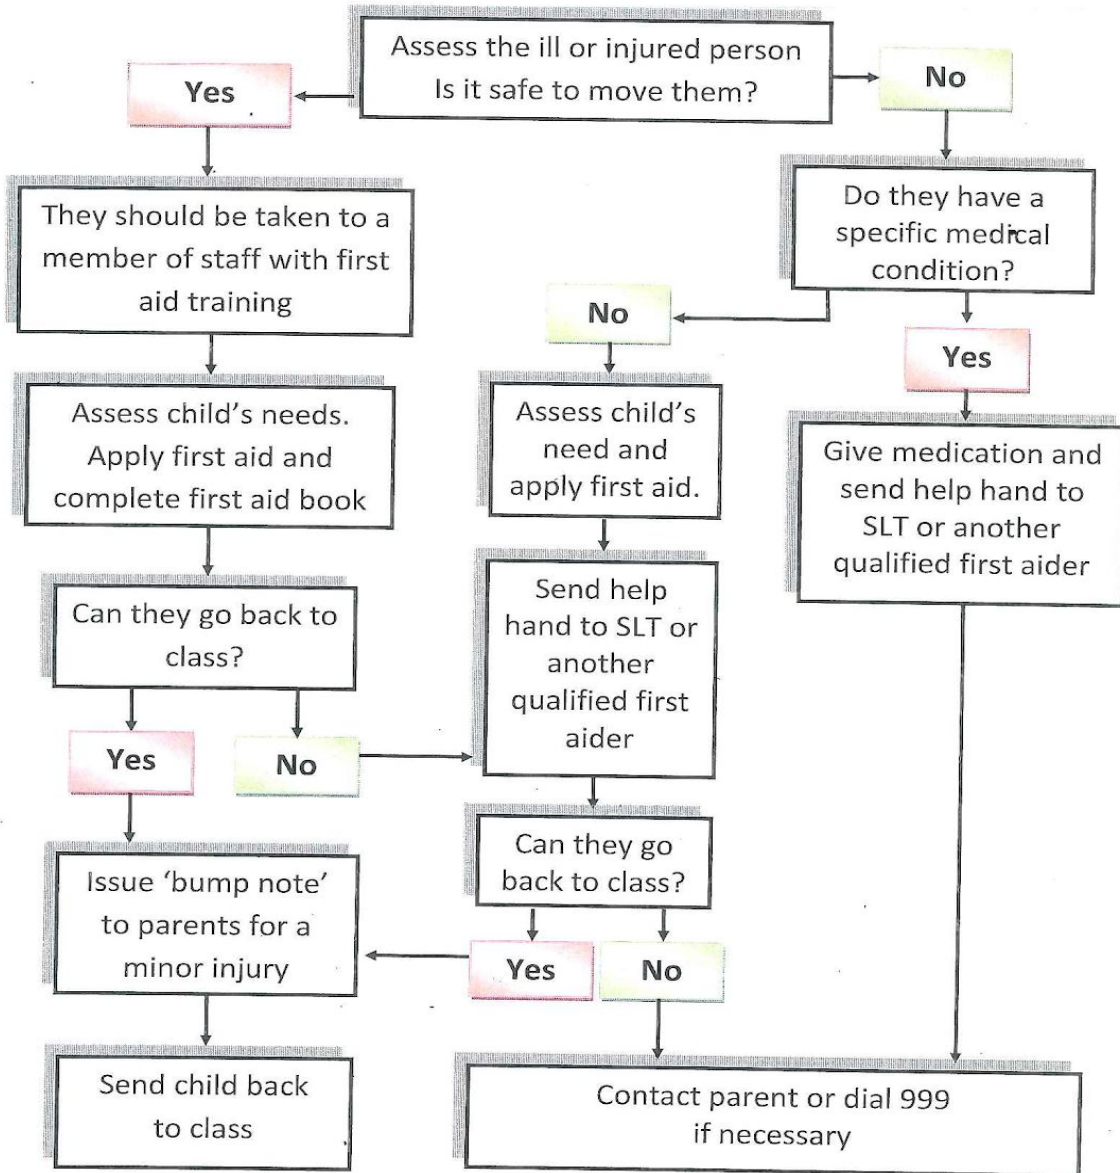 Assess the ill or injured person
Is it safe to move them?
Yes
No
They should be taken to a
member of staff with first
aid training
Do they have a
specific medical
condition?
No
Yes
Assess child's needs.
Apply first aid and
complete first aid book
Assess child's
need and
apply first aid.
Give medication and
send help hand to
SLT or another
qualified first aider
Can they go back to
class?
Send help
hand to SLT or
another
qualified first
aider
Yes
No
Issue 'bump note'
to parents for a
minor injury
Can they go
back to class?
Yes
No
Send child back
to class
Contact parent or dial 999
if necessary